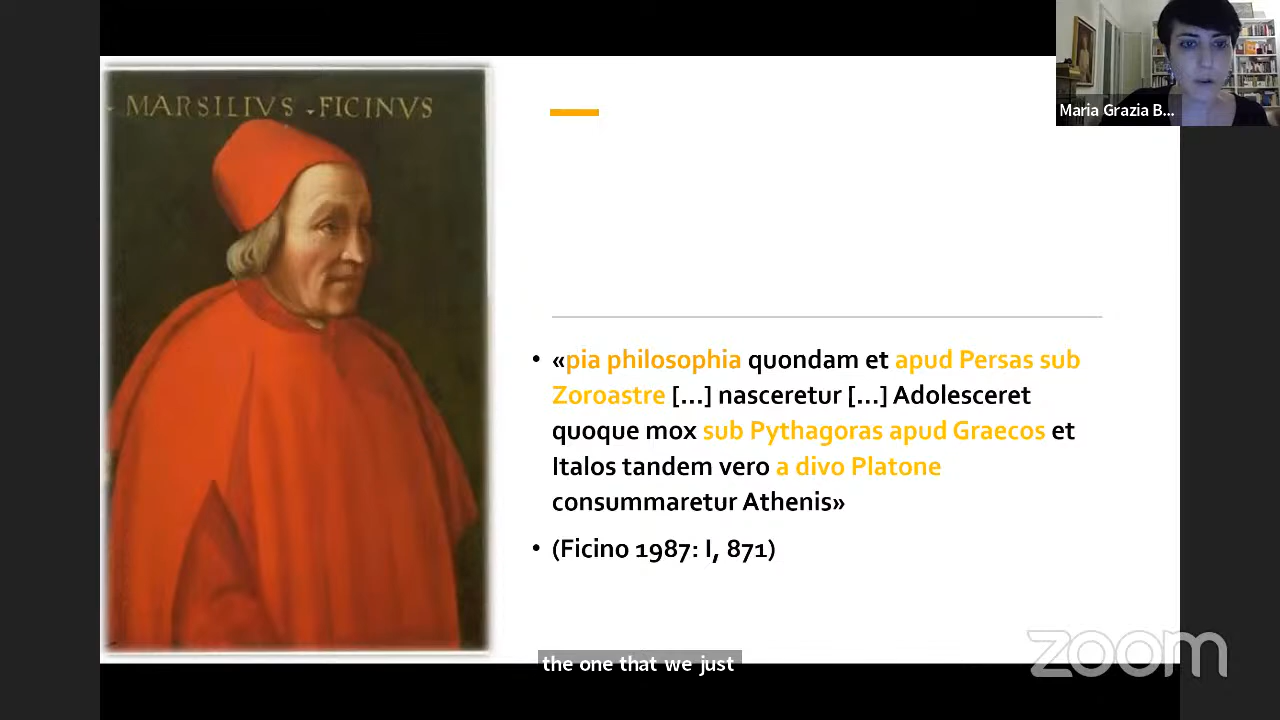 MARSILIVS - FICINVS
Maria Grazia B...
• «pia philosophia quondam et apud Persas sub
Zoroastre [...] nasceretur [...] Adolesceret
quoque mox sub Pythagoras apud Graecos et
Italos tandem vero a divo Platone
consummaretur Athenis»
• (Ficino 1987: I, 871)
the one that we just
zoom